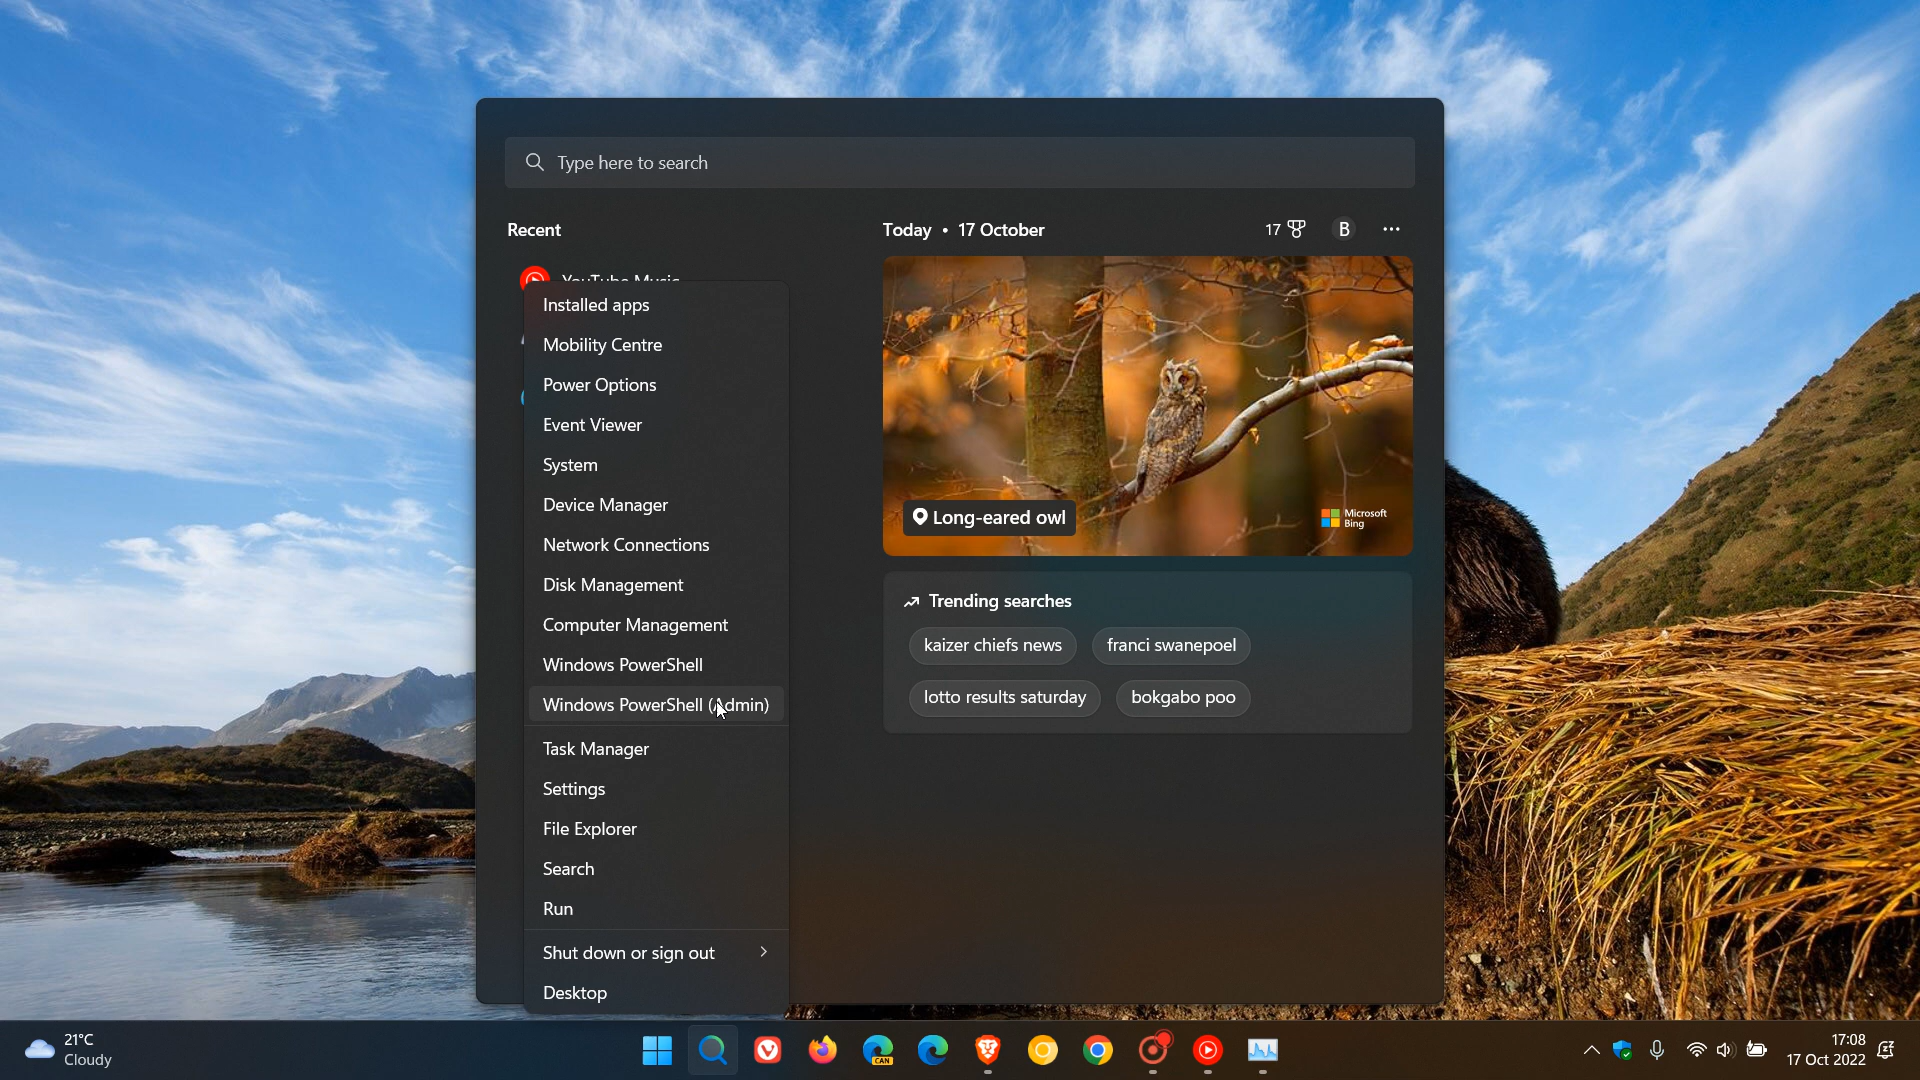 Type here to search
Recent
Today • 17 October
17
B
YouTube Music
Installed apps
Mobility Centre
Power Options
Event Viewer
System
Device Manager
Network Connections
Disk Management
Computer Management
Windows PowerShell
Windows PowerShell (Admin)
Task Manager
Settings
File Explorer
Search
Run
Shut down or sign out
Desktop
Long-eared owl
Microsoft
Bing
Trending searches
kaizer chiefs news
franci swanepoel
lotto results saturday
bokgabo poo
21°C
Cloudy
CAN
17:08
17 Oct 2022